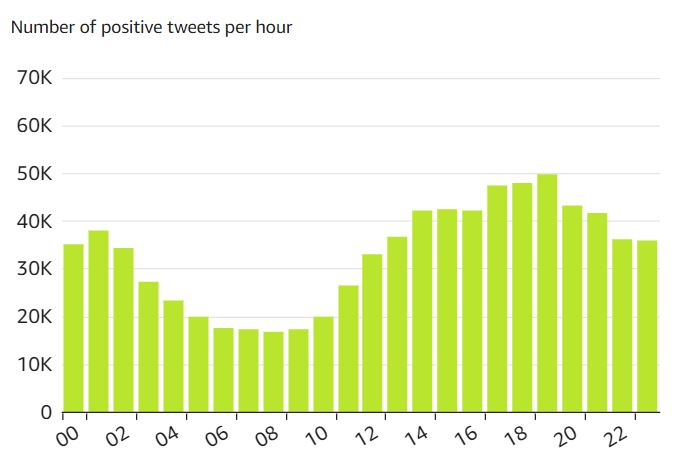 Number of positive tweets per hour
70K
60K
50K
40K
30K
20K
10K
0
00 02 04 06 08 10 12 14 16 18 20 22